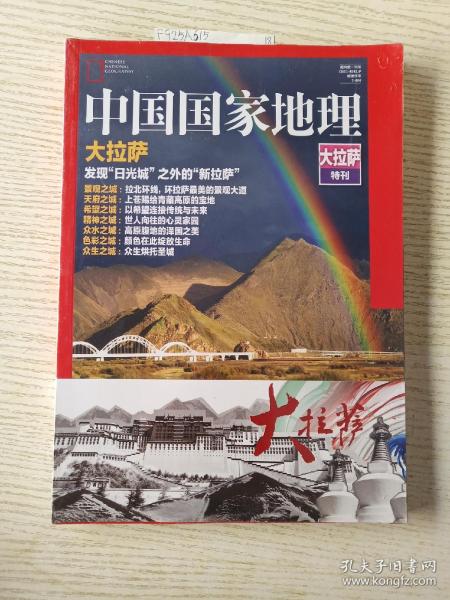 F925A615
181
CHINESE
NATIONAL
GEOGRAPHY
中国国家地理
大拉萨
发现“日光城”之外的“新拉萨”
大拉萨
特刊
景观之城：拉北环线，环拉萨最美的景观大道
天府之城：上苍赐给青藏高原的宝地
希望之城：以希望连接传统与未来
精神之城：世人向往的心灵家园
众水之城：高原腹地的泽国之美
色彩之城：颜色在此绽放生命
众生之城：众生烘托圣城
大拉萨
孔夫子旧书网
www.kongfz.com